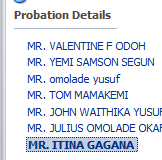 Probation Details
MR. VALENTINE F ODOH
MR. YEMI SAMSON SEGUN
MR. omolade yusuf
MR. TOM MAMAKEMI
MR. JOHN WAITHIKA YUSUF
MR. JULIUS OMOLADE OKAF
MR. ITINA GAGANA